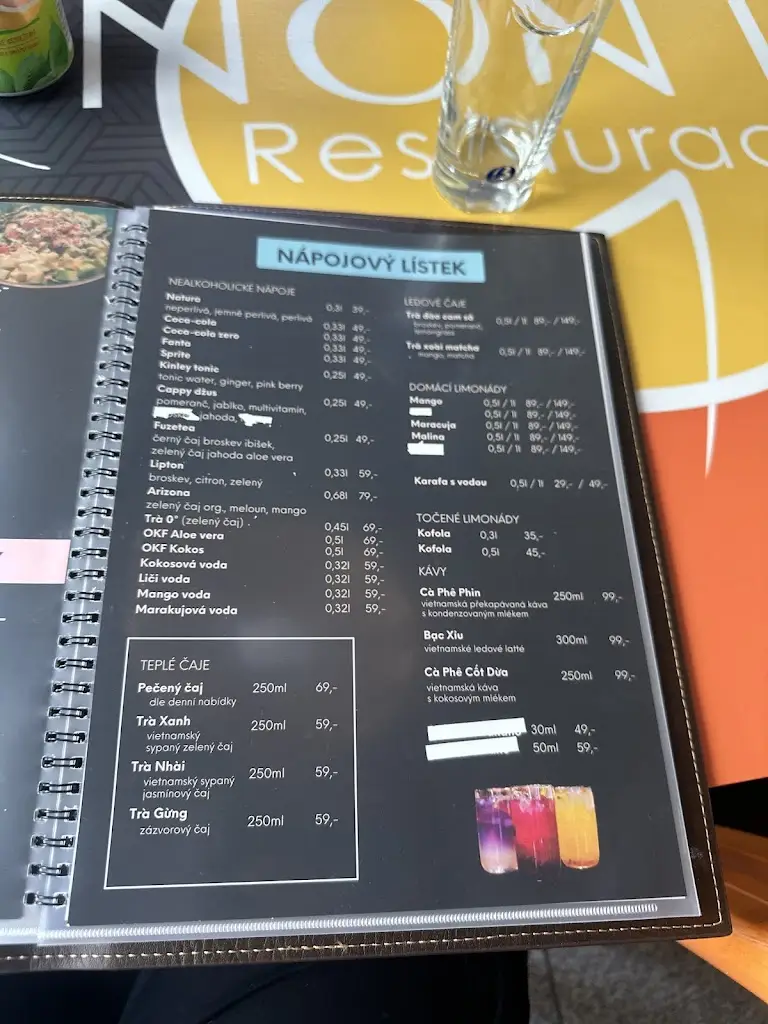 NON
Restaurac
NÁPOJOVÝ LÍSTEK
NEALKOHOLICKÉ NÁPOJE
Natura 0,3l 39,-
neperlivá, jemně perlivá, perlivá
Coca-cola 0,33l 49,-
Coca-cola zero 0,33l 49,-
Fanta 0,33l 49,-
Sprite 0,33l 49,-
Kinley tonic 0,25l 49,-
tonic water, ginger, pink berry
Cappy džus 0,25l 49,-
pomeranč, jablko, multivitamin,
jahoda,
Fuzetea 0,25l 49,-
černý čaj broskev ibišek,
zelený čaj jahoda aloe vera
Lipton 0,33l 59,-
broskev, citron, zelený
Arizona 0,68l 79,-
zelený čaj org., meloun, mango
Trà 0° (zelený čaj) 0,45l 69,-
OKF Aloe vera 0,5l 69,-
OKF Kokos 0,5l 69,-
Kokosová voda 0,32l 59,-
Liči voda 0,32l 59,-
Mango voda 0,32l 59,-
Marakujová voda 0,32l 59,-
TEPLÉ ČAJE
Pečený čaj 250ml 69,-
dle denní nabídky
Trà Xanh 250ml 59,-
vietnamský
sypaný zelený čaj
Trà Nhài 250ml 59,-
vietnamský sypaný
jasmínový čaj
Trà Gừng 250ml 59,-
zázvorový čaj
LEDOVÉ ČAJE
Trà đào cam sả 0,5l / 1l 89,- / 149,-
broskev, pomeranč,
lemongrass
Trà xoài matcha 0,5l / 1l 89,- / 149,-
mango, matcha
DOMÁCÍ LIMONÁDY
Mango 0,5l / 1l 89,- / 149,-
0,5l / 1l 89,- / 149,-
Maracuja 0,5l / 1l 89,- / 149,-
Malina 0,5l / 1l 89,- / 149,-
0,5l / 1l 89,- / 149,-
Karafa s vodou 0,5l / 1l 29,- / 49,-
TOČENÉ LIMONÁDY
Kofola 0,3l 35,-
Kofola 0,5l 45,-
KÁVY
Cà Phê Phin 250ml 99,-
vietnamská překapávaná káva
s kondenzovaným mlékem
Bạc Xỉu 300ml 99,-
vietnamské ledové latté
Cà Phê Cốt Dừa 250ml 99,-
vietnamská káva
s kokosovým mlékem
30ml 49,-
50ml 59,-